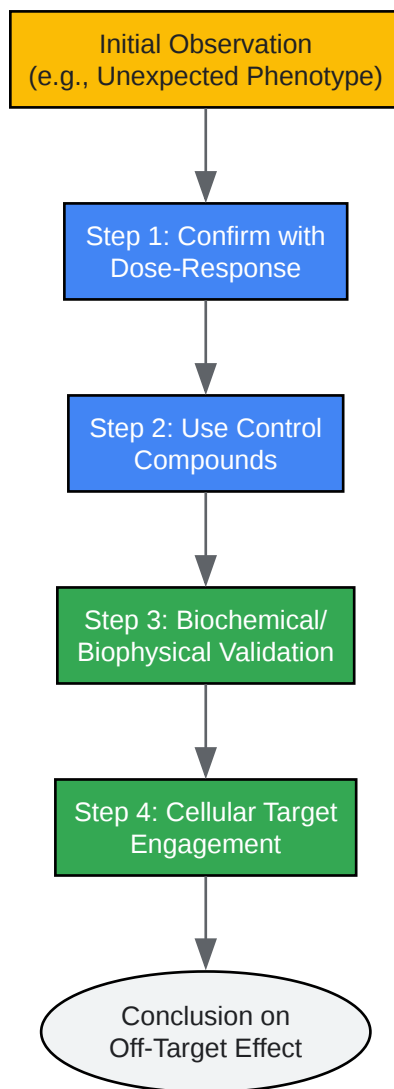 Initial Observation
(e.g., Unexpected Phenotype)
Step 1: Confirm with
Dose-Response
Step 2: Use Control
Compounds
Step 3: Biochemical/
Biophysical Validation
Step 4: Cellular Target
Engagement
Conclusion on
Off-Target Effect